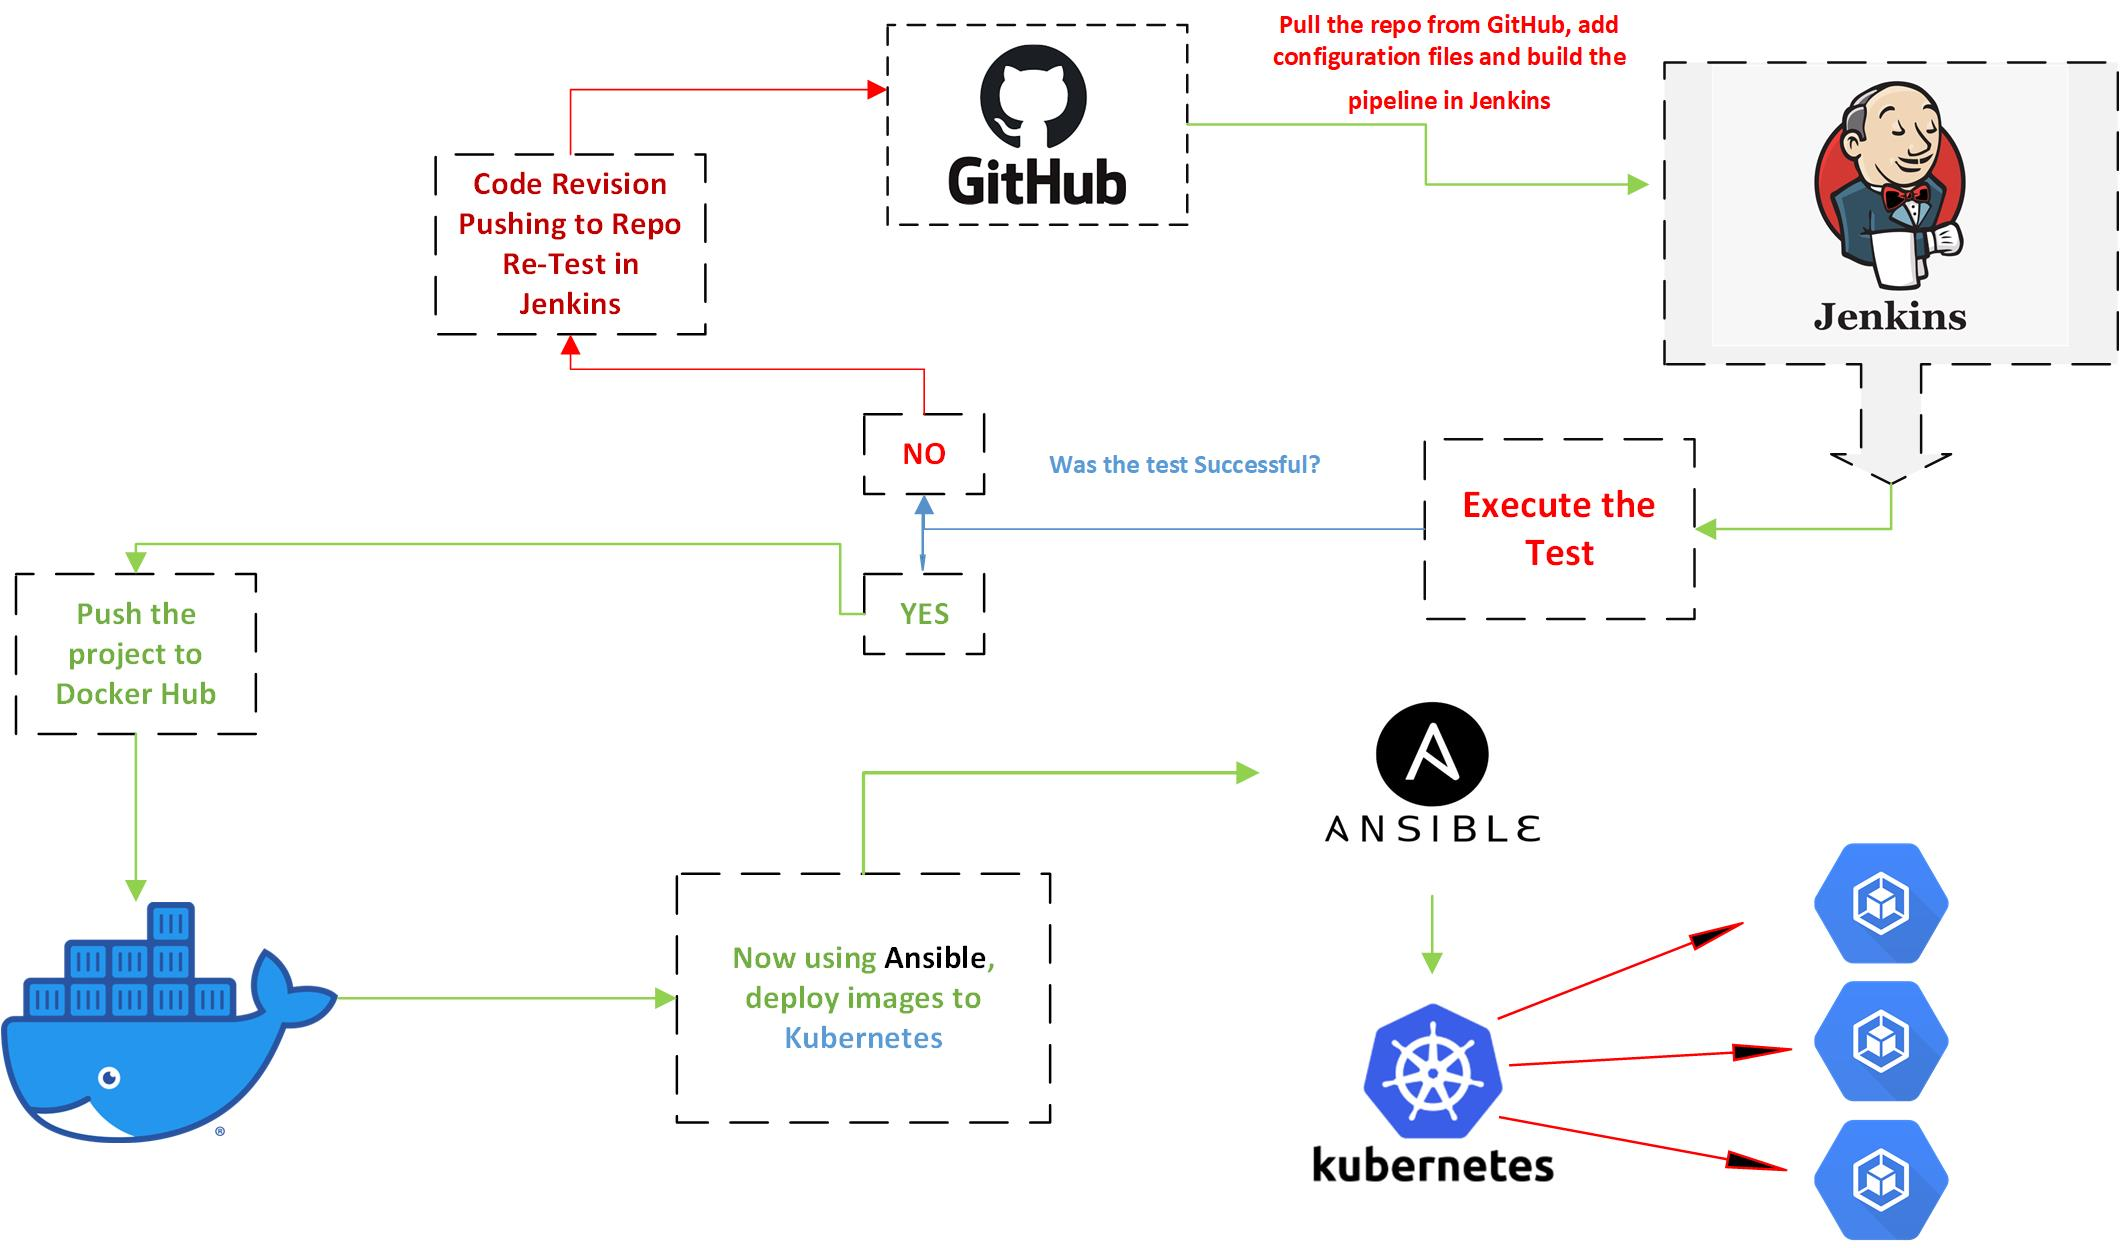 Pull the repo from GitHub, add
configuration files and build the
pipeline in Jenkins
GitHub
Jenkins
Code Revision
Pushing to Repo
Re-Test in
Jenkins
NO
Was the test Successful?
Execute the
Test
YES
Push the
project to
Docker Hub
ANSIBLE
Now using Ansible,
deploy images to
Kubernetes
kubernetes
®